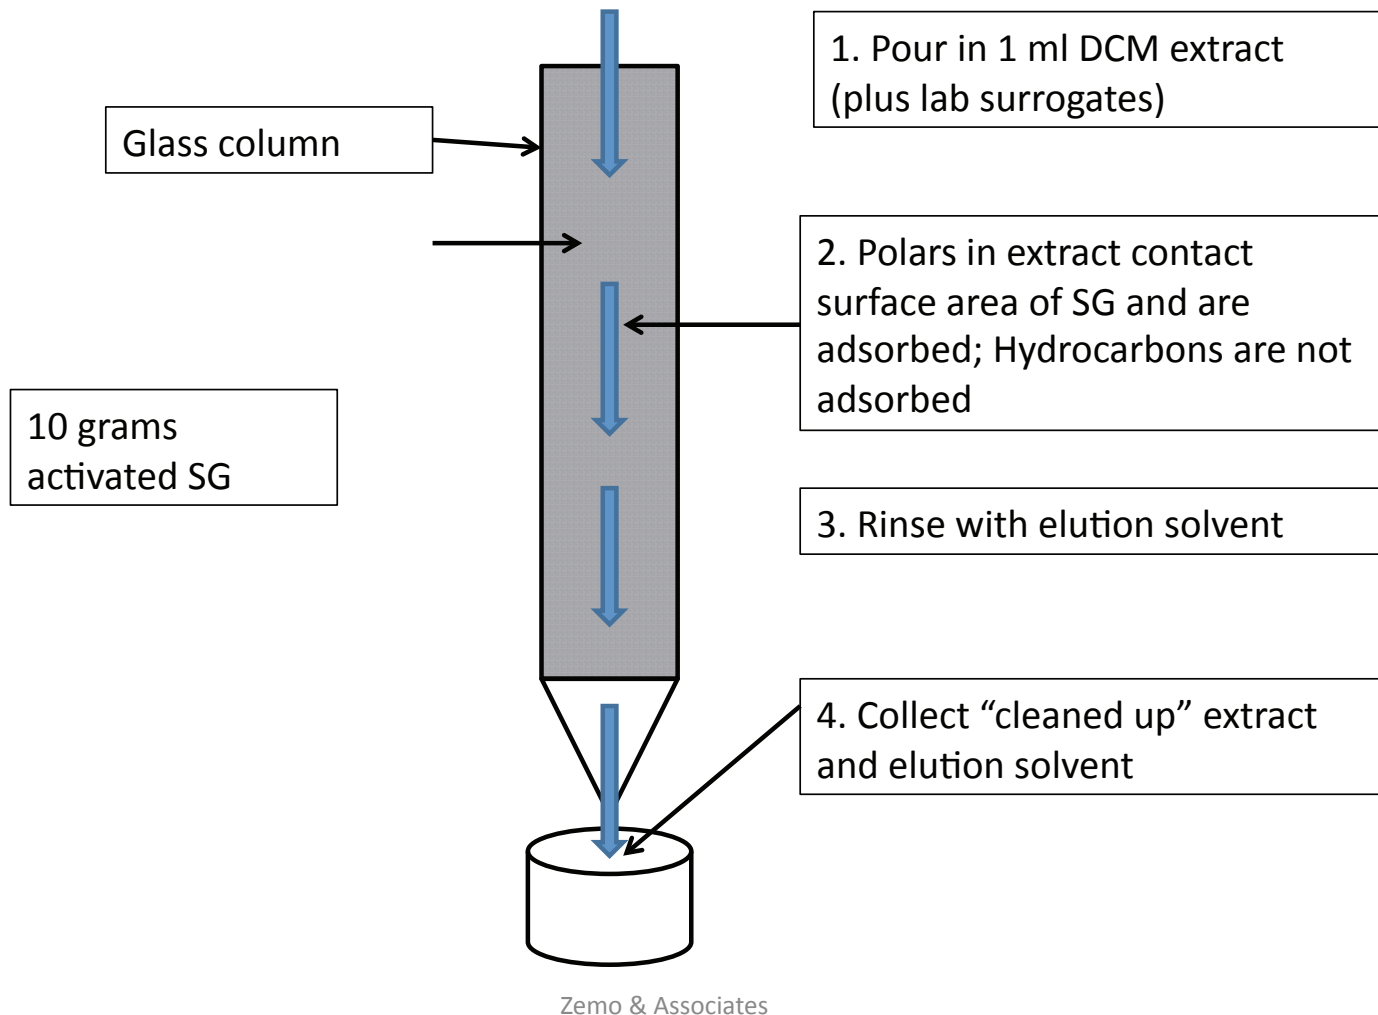 1. Pour in 1 ml DCM extract
(plus lab surrogates)
Glass column
2. Polars in extract contact
surface area of SG and are
adsorbed; Hydrocarbons are not
adsorbed
10 grams
activated SG
3. Rinse with elution solvent
4. Collect “cleaned up” extract
and elution solvent
Zemo & Associates